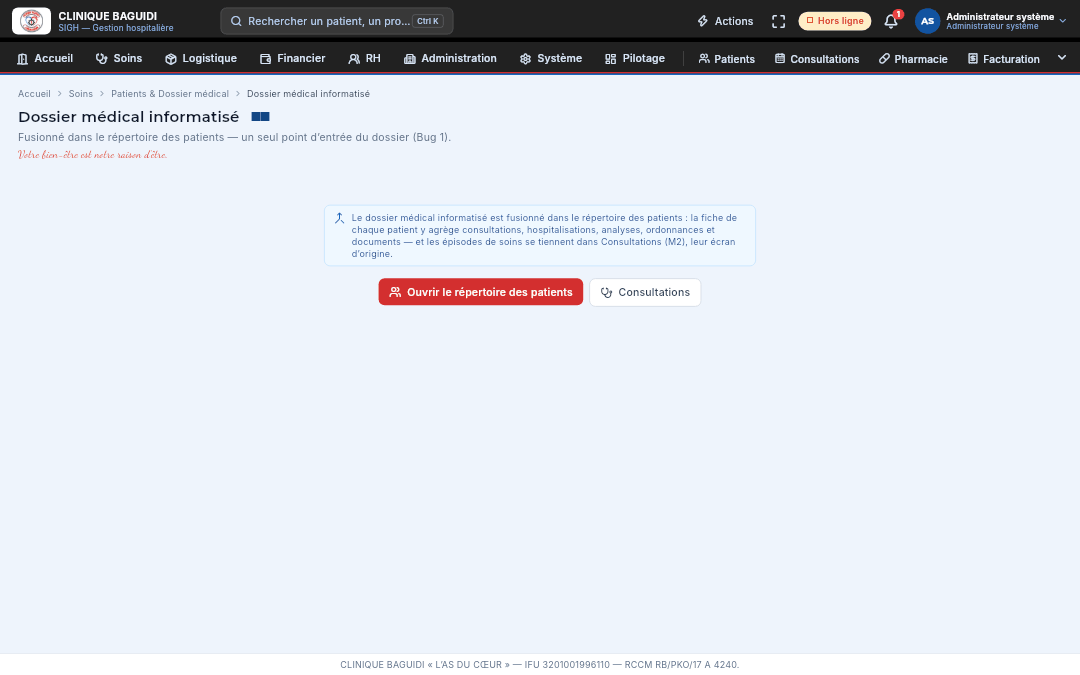 CLINIQUE BAGUIDI
SIGH — Gestion hospitalière
Rechercher un patient, un pro... Ctrl K
Actions
Hors ligne
1
AS
Administrateur système
Administrateur système
Accueil Soins Logistique Financier RH Administration Système Pilotage Patients Consultations Pharmacie Facturation
Accueil > Soins > Patients & Dossier médical > Dossier médical informatisé
Dossier médical informatisé
Fusionné dans le répertoire des patients — un seul point d'entrée du dossier (Bug 1).
Votre bien-être est notre raison d'être.
Le dossier médical informatisé est fusionné dans le répertoire des patients : la fiche de
chaque patient y agrège consultations, hospitalisations, analyses, ordonnances et
documents — et les épisodes de soins se tiennent dans Consultations (M2), leur écran
d'origine.
Ouvrir le répertoire des patients
Consultations
CLINIQUE BAGUIDI « L'AS DU CŒUR » — IFU 3201001996110 — RCCM RB/PKO/17 A 4240.